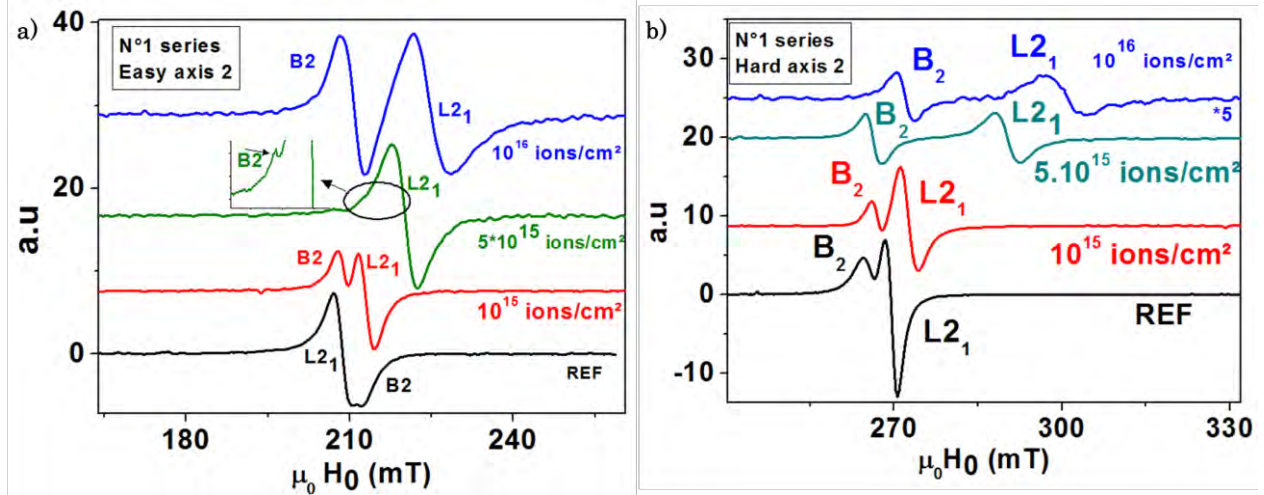 a)
N°1 series
Easy axis 2
B2
L2₁
10¹⁶ ions/cm²
B2
L2₁
5*10¹⁵ ions/cm²
B2
L2₁
10¹⁵ ions/cm²
L2₁
B2
REF
40
20
0
a.u
180
210
240
μ₀ H₀ (mT)
b)
N°1 series
Hard axis 2
B₂
L2₁
10¹⁶ ions/cm²
*5
B₂
L2₁
5.10¹⁵ ions/cm²
B₂
L2₁
10¹⁵ ions/cm²
B₂
L2₁
REF
30
20
10
0
-10
a.u
270
300
330
μ₀H₀ (mT)